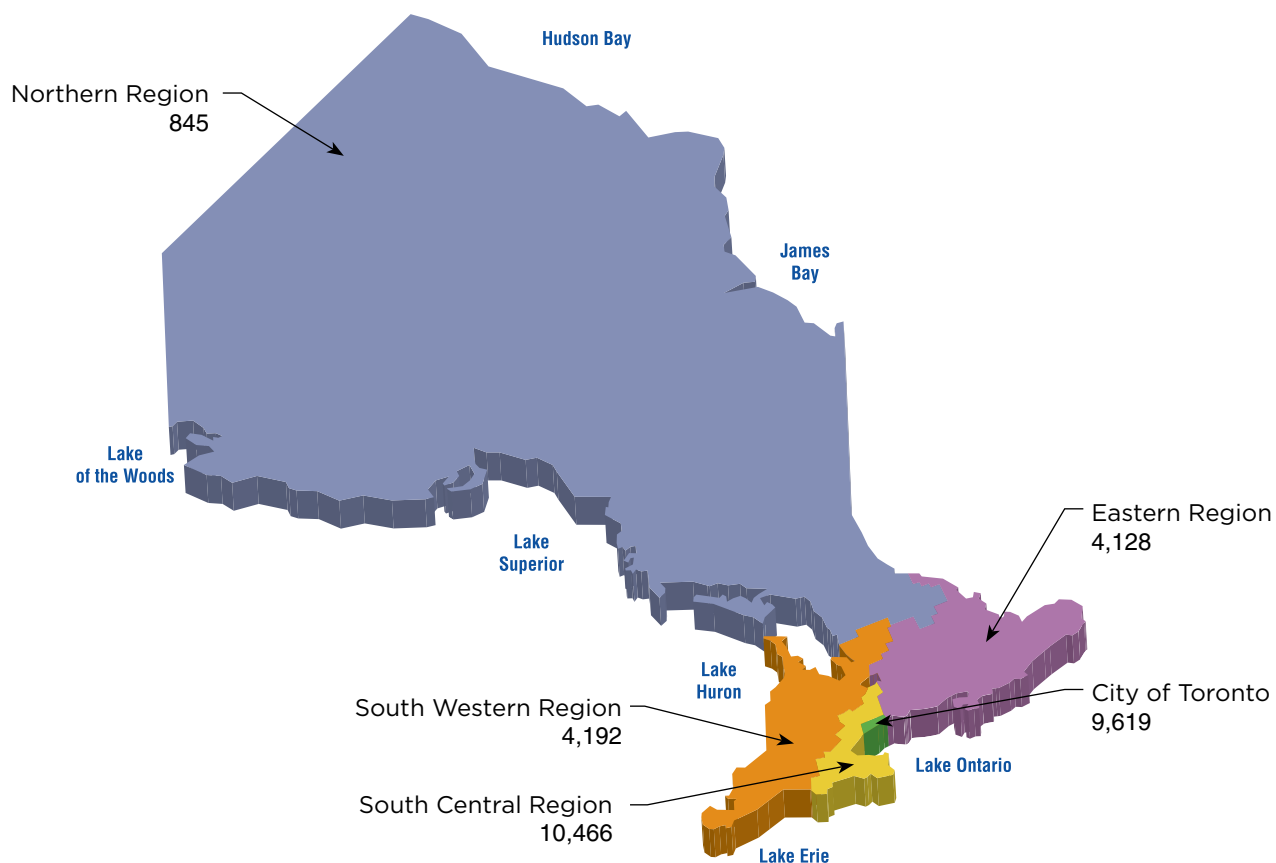 Hudson Bay
Northern Region
845
James
Bay
Lake
of the Woods
Eastern Region
4,128
Lake
Superior
Lake
Huron
City of Toronto
9,619
South Western Region
4,192
Lake Ontario
South Central Region
10,466
Lake Erie